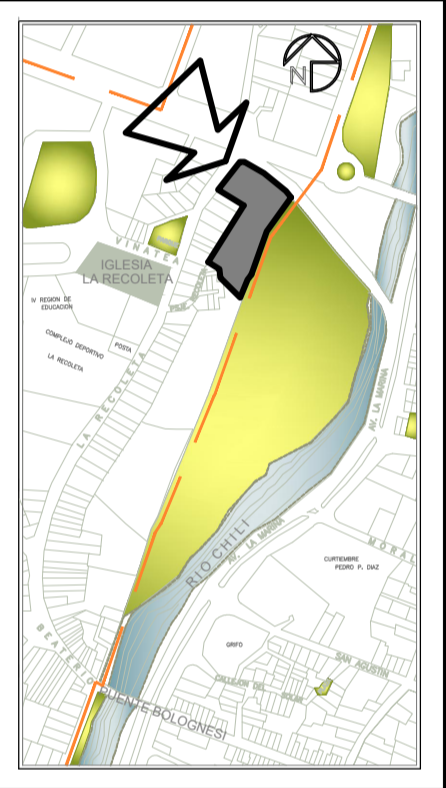 N
VINATEA
IGLESIA
LA RECOLETA
IV REGION DE
EDUCACION
COMPLEJO DEPORTIVO
LA RECOLETA
POSTA
LA RECOLETA
AV. LA MARINA
RIO CHILI
AV. LA MARINA
MORAL
CURTIEMBRE
PEDRO P. DIAZ
BEATERIO
GRIFO
SAN AGUSTIN
CALLEJON DEL SOLAR
PUENTE BOLOGNESI